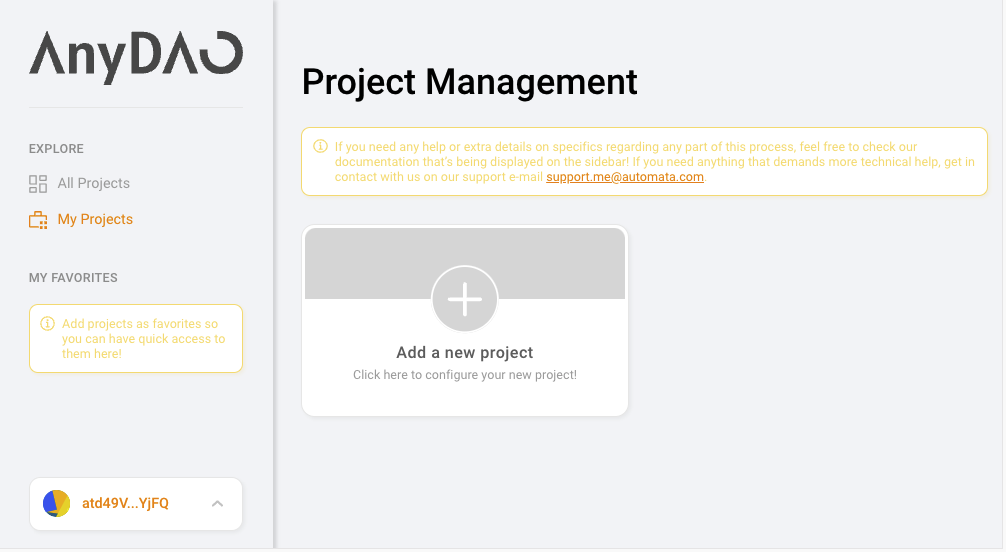 AnyDAO
EXPLORE
All Projects
My Projects
MY FAVORITES
Add projects as favorites so
you can have quick access to
them here!
atd49V...YjFQ
Project Management
If you need any help or extra details on specifics regarding any part of this process, feel free to check our
documentation that's being displayed on the sidebar! If you need anything that demands more technical help, get in
contact with us on our support e-mail support.me@automata.com
Add a new project
Click here to configure your new project!